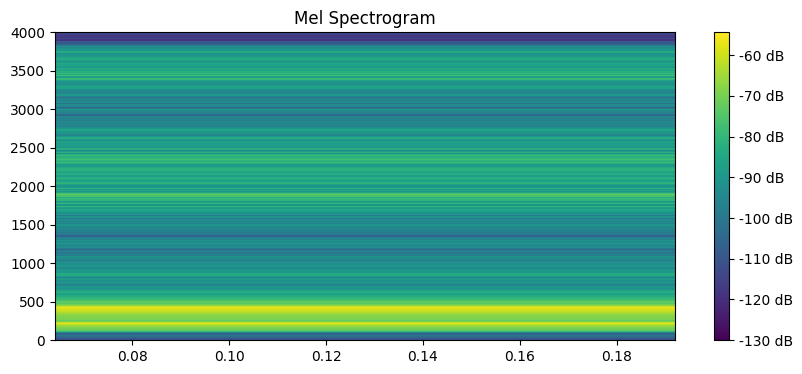 Mel Spectrogram
4000
3500
3000
2500
2000
1500
1000
500
0
0.08 0.10 0.12 0.14 0.16 0.18
-60 dB
-70 dB
-80 dB
-90 dB
-100 dB
-110 dB
-120 dB
-130 dB